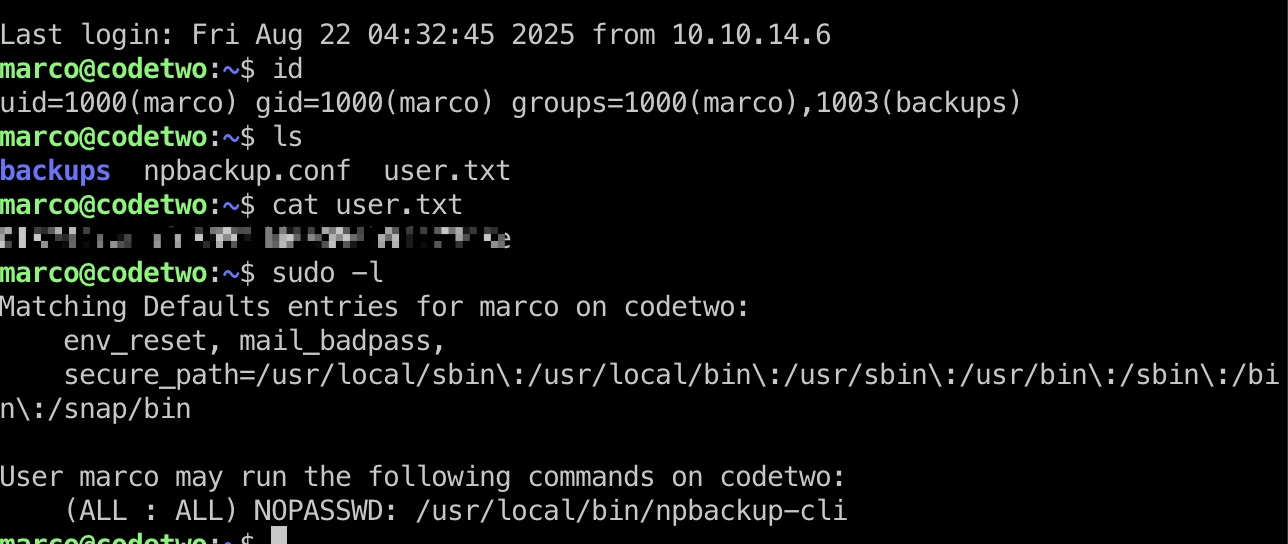 Last login: Fri Aug 22 04:32:45 2025 from 10.10.14.6
marco@codetwo:~$ id
uid=1000(marco) gid=1000(marco) groups=1000(marco),1003(backups)
marco@codetwo:~$ ls
backups  npbackup.conf  user.txt
marco@codetwo:~$ cat user.txt
marco@codetwo:~$ sudo -l
Matching Defaults entries for marco on codetwo:
    env_reset, mail_badpass,
    secure_path=/usr/local/sbin\:/usr/local/bin\:/usr/sbin\:/usr/bin\:/sbin\:/bi
n\:/snap/bin
User marco may run the following commands on codetwo:
    (ALL : ALL) NOPASSWD: /usr/local/bin/npbackup-cli
marco@codetwo:~$